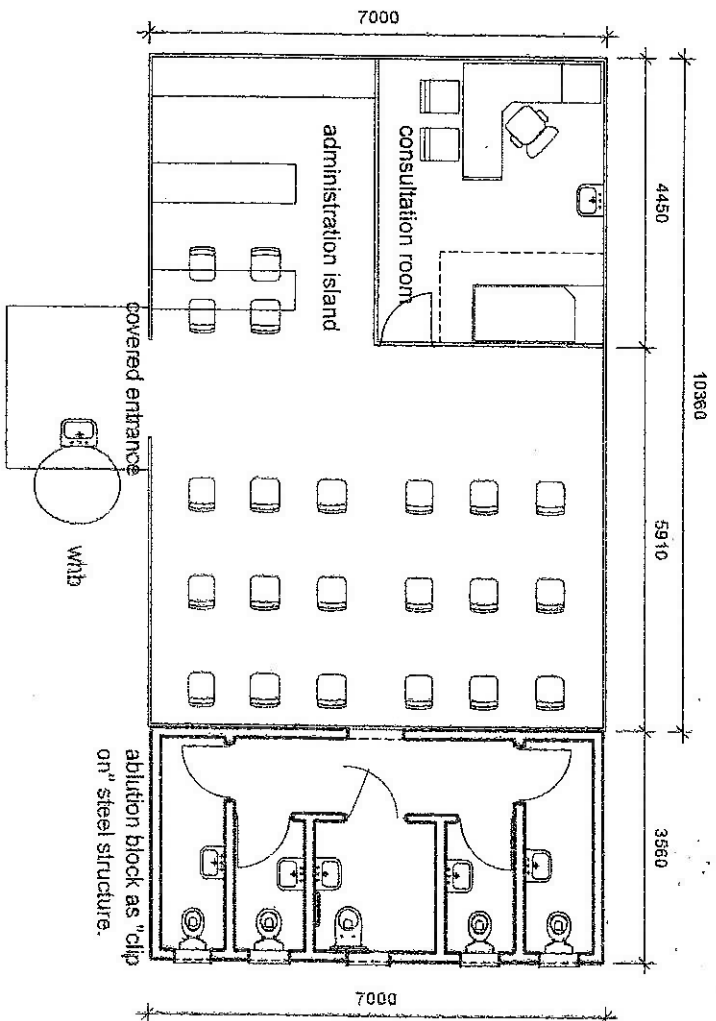 7000
4450
10360
consultation room
administration island
5910
covered entrance
whb
3560
ablution block as "clip
on" steel structure.
7000